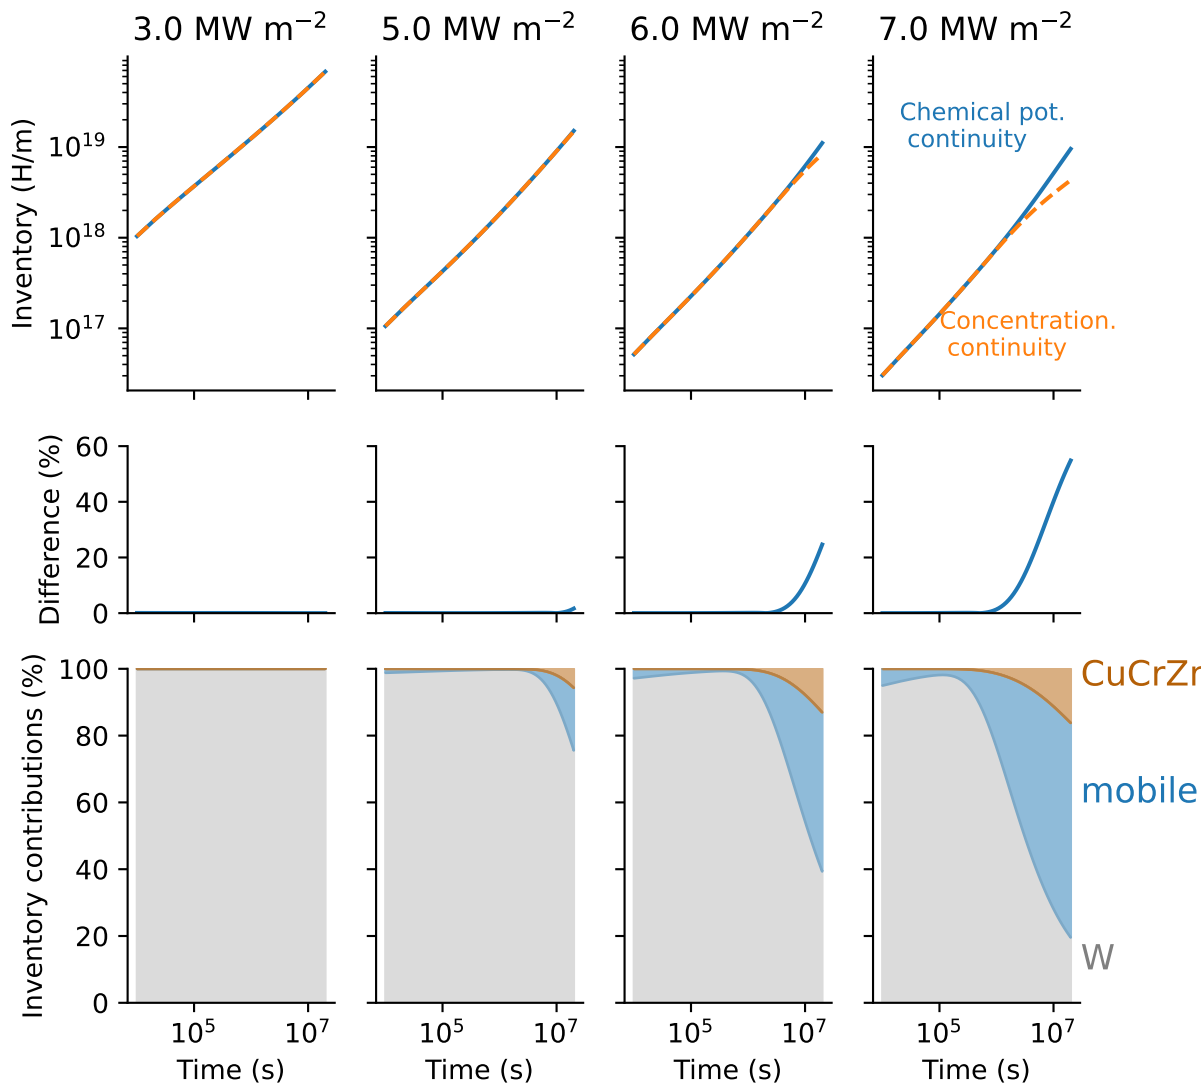 3.0 MW m⁻² 5.0 MW m⁻² 6.0 MW m⁻² 7.0 MW m⁻²
Inventory (H/m)
10¹⁹
10¹⁸
10¹⁷
Chemical pot.
continuity
Concentration.
continuity
Difference (%)
60
40
20
0
Inventory contributions (%)
100
80
60
40
20
0
CuCrZr
mobile
W
10⁵ 10⁷ 10⁵ 10⁷ 10⁵ 10⁷ 10⁵ 10⁷
Time (s) Time (s) Time (s) Time (s)